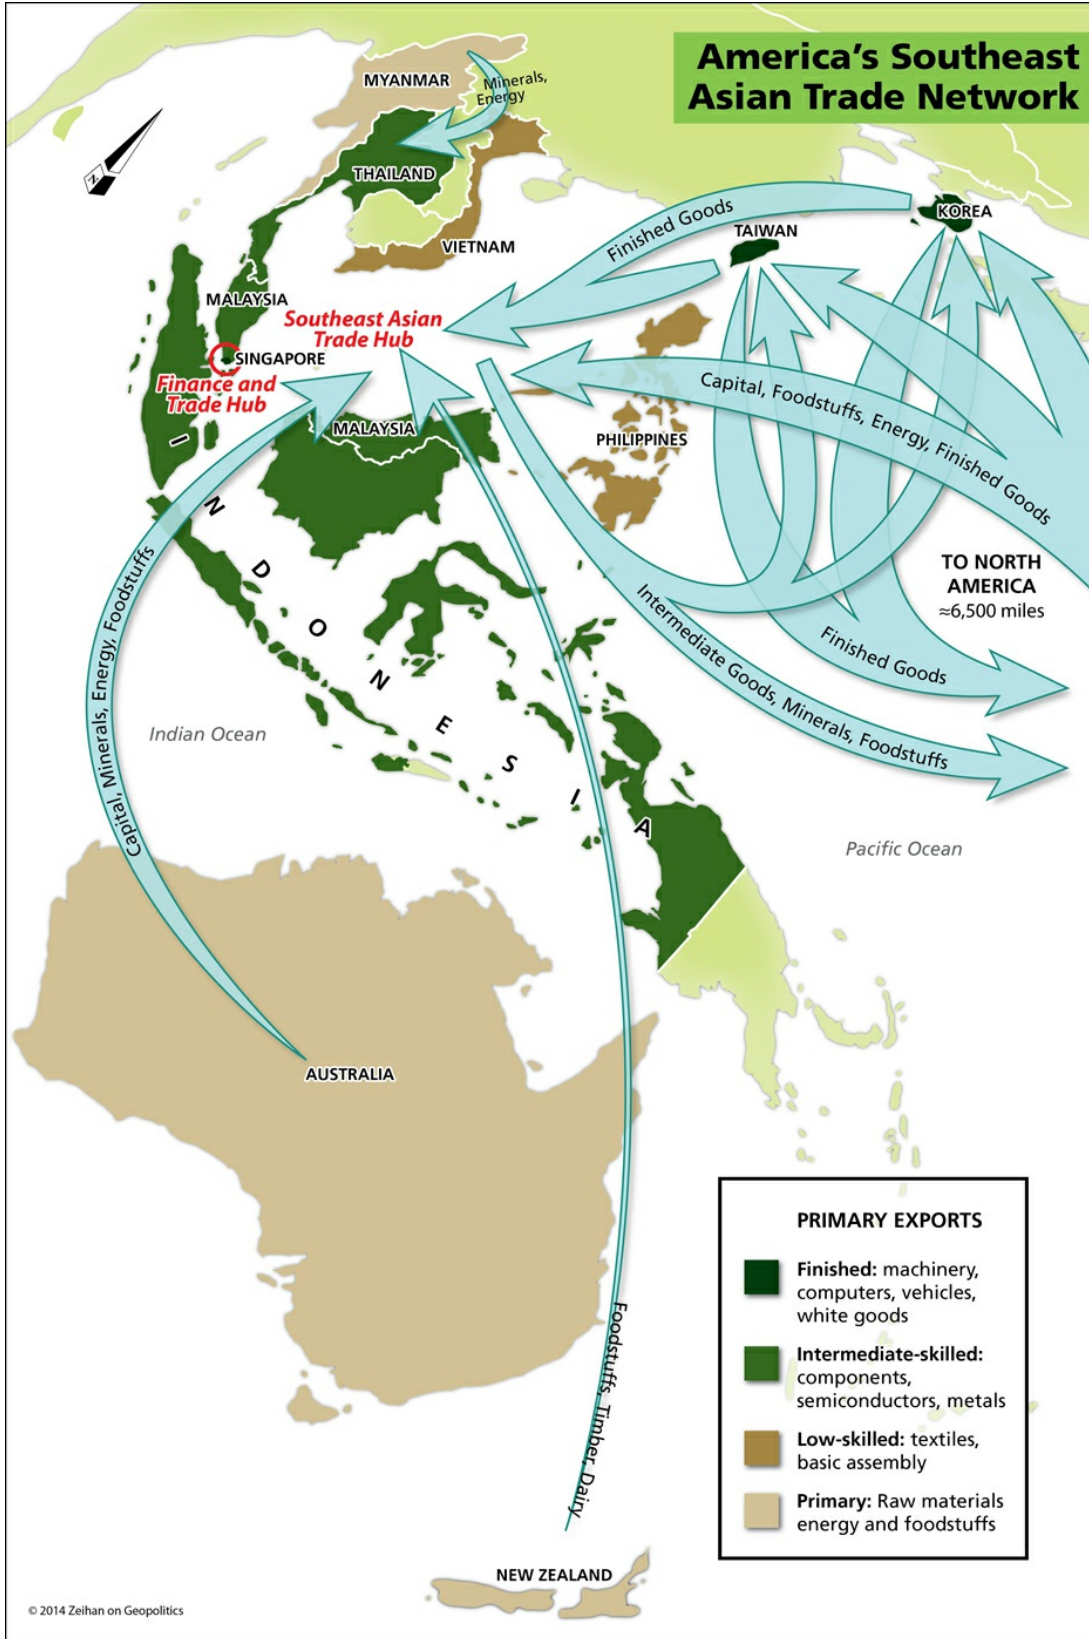 America's Southeast
Asian Trade Network
MYANMAR
Minerals,
Energy
THAILAND
VIETNAM
N
KOREA
TAIWAN
Finished Goods
MALAYSIA
Southeast Asian
Trade Hub
SINGAPORE
Finance and
Trade Hub
MALAYSIA
Capital, Foodstuffs, Energy, Finished Goods
PHILIPPINES
INDONESIA
TO NORTH
AMERICA
≈6,500 miles
Intermediate Goods, Minerals, Foodstuffs
Finished Goods
Capital, Minerals, Energy, Foodstuffs
Indian Ocean
Pacific Ocean
AUSTRALIA
Foodstuffs, Timber, Dairy
NEW ZEALAND
PRIMARY EXPORTS
Finished: machinery,
computers, vehicles,
white goods
Intermediate-skilled:
components,
semiconductors, metals
Low-skilled: textiles,
basic assembly
Primary: Raw materials
energy and foodstuffs
© 2014 Zeihan on Geopolitics